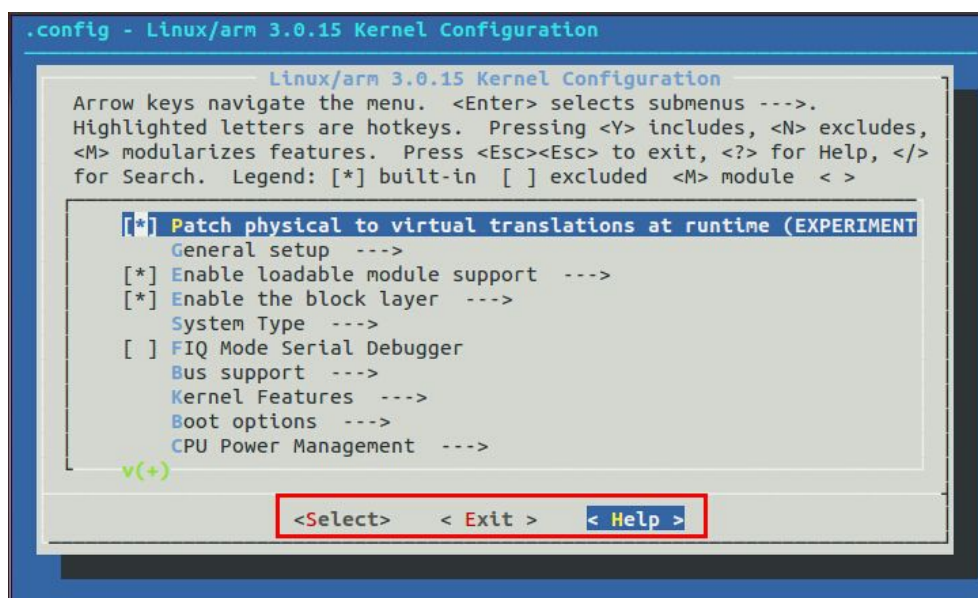 .config - Linux/arm 3.0.15 Kernel Configuration
Linux/arm 3.0.15 Kernel Configuration
Arrow keys navigate the menu.  <Enter> selects submenus --->.
Highlighted letters are hotkeys.  Pressing <Y> includes, <N> excludes,
<M> modularizes features.  Press <Esc><Esc> to exit, <?> for Help, </>
for Search.  Legend: [*] built-in  [ ] excluded  <M> module  < >
[*] Patch physical to virtual translations at runtime (EXPERIMENT
General setup  --->
[*] Enable loadable module support  --->
[*] Enable the block layer  --->
System Type  --->
[ ] FIQ Mode Serial Debugger
Bus support  --->
Kernel Features  --->
Boot options  --->
CPU Power Management  --->
v(+)
<Select>    < Exit >    < Help >